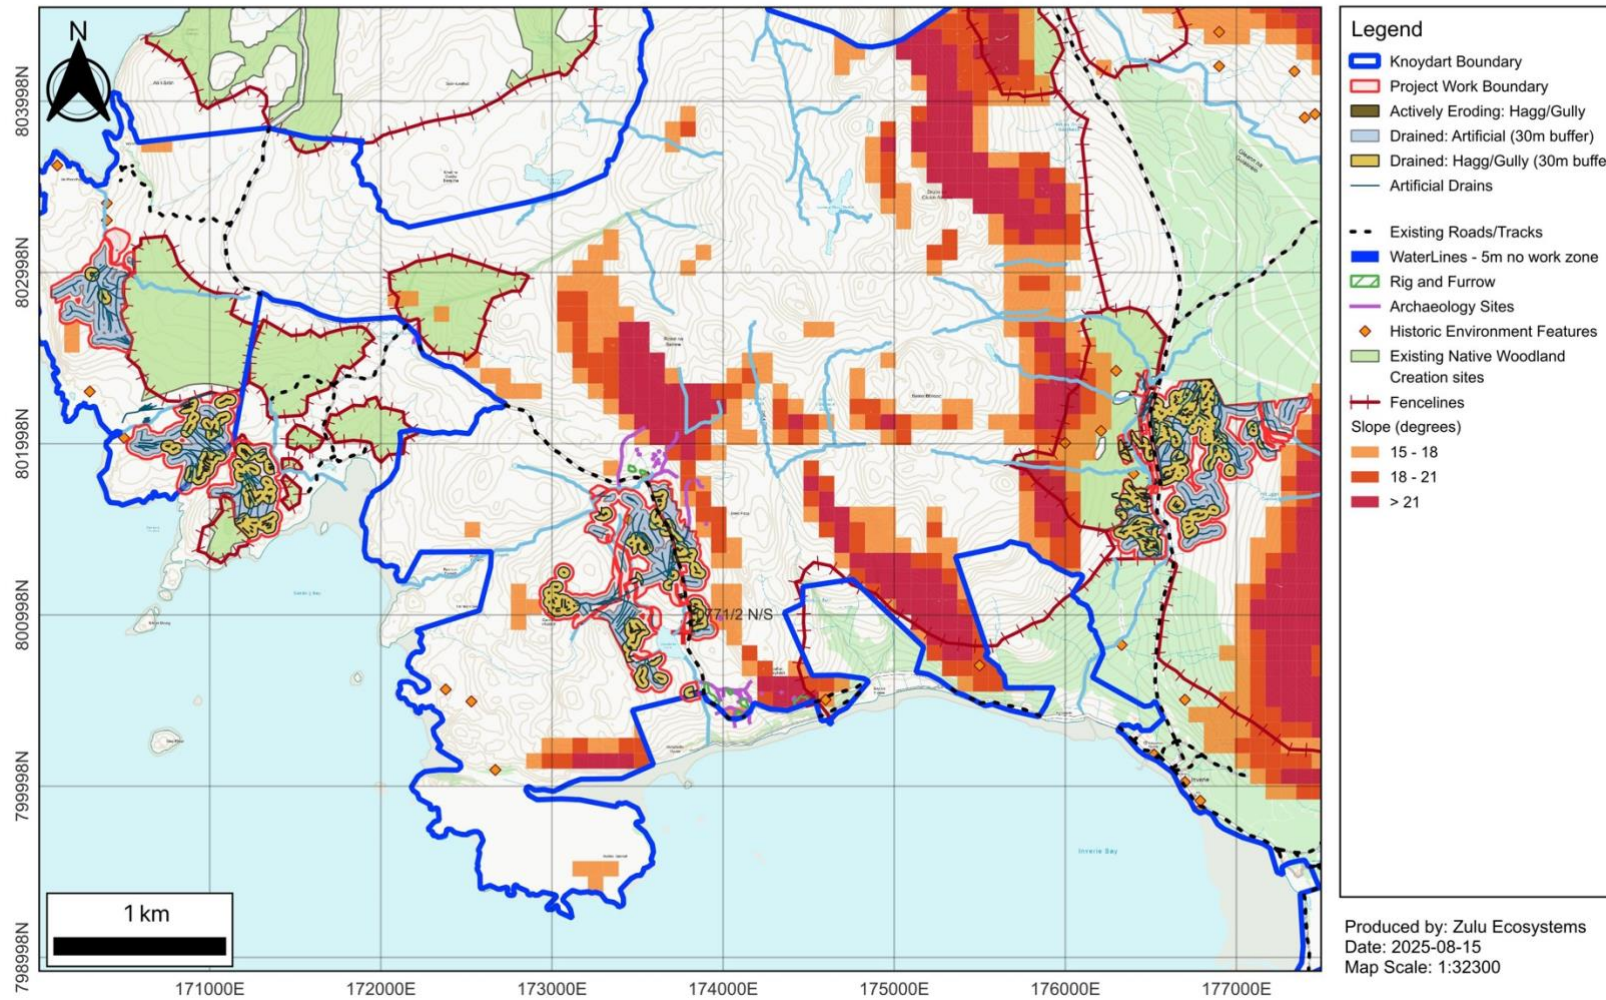 N
Legend
Knoydart Boundary
Project Work Boundary
Actively Eroding: Hagg/Gully
Drained: Artificial (30m buffer)
Drained: Hagg/Gully (30m buffe
Artificial Drains
Existing Roads/Tracks
WaterLines - 5m no work zone
Rig and Furrow
Archaeology Sites
Historic Environment Features
Existing Native Woodland
Creation sites
Fencelines
Slope (degrees)
15 - 18
18 - 21
> 21
803998N
802998N
801998N
800998N
799998N
798998N
0771/2 N/S
Inverie Bay
1 km
171000E
172000E
173000E
174000E
175000E
176000E
177000E
Produced by: Zulu Ecosystems
Date: 2025-08-15
Map Scale: 1:32300